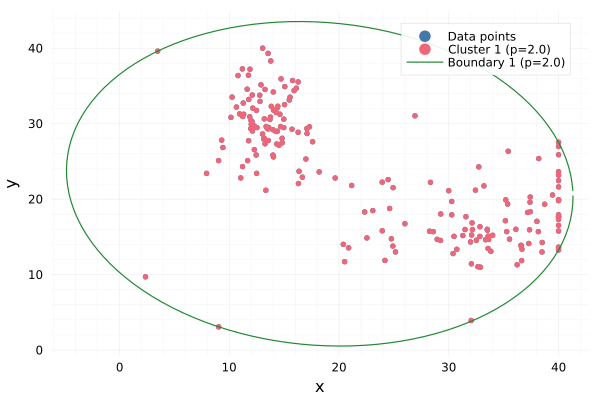 Data points
Cluster 1 (p=2.0)
Boundary 1 (p=2.0)
40
30
20
10
0
y
0 10 20 30 40
x